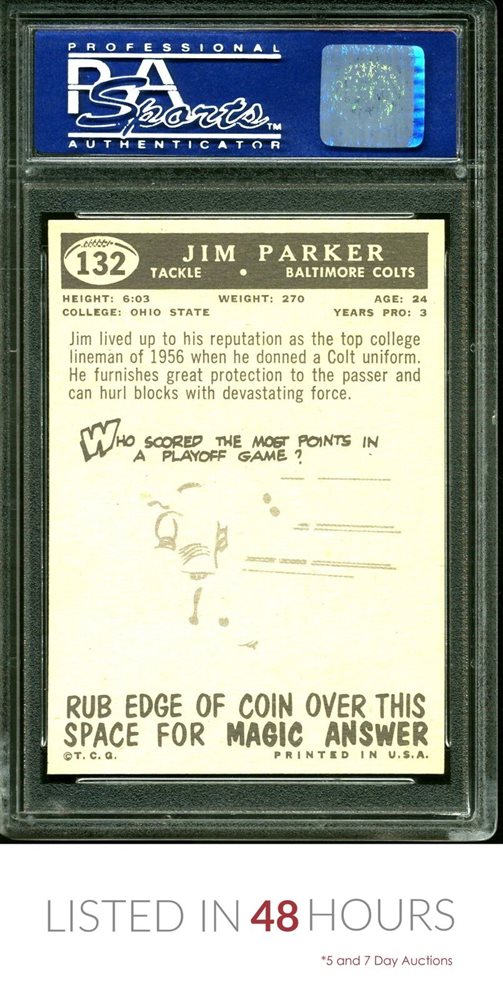 PROFESSIONAL
PSA
Sports TM
AUTHENTICATOR
132
JIM PARKER
TACKLE • BALTIMORE COLTS
HEIGHT: 6:03 WEIGHT: 270 AGE: 24
COLLEGE: OHIO STATE YEARS PRO: 3
Jim lived up to his reputation as the top college
lineman of 1956 when he donned a Colt uniform.
He furnishes great protection to the passer and
can hurl blocks with devastating force.
WHO SCORED THE MOST POINTS IN
A PLAYOFF GAME?
RUB EDGE OF COIN OVER THIS
SPACE FOR MAGIC ANSWER
©T.C.G. PRINTED IN U.S.A.
LISTED IN 48 HOURS
*5 and 7 Day Auctions